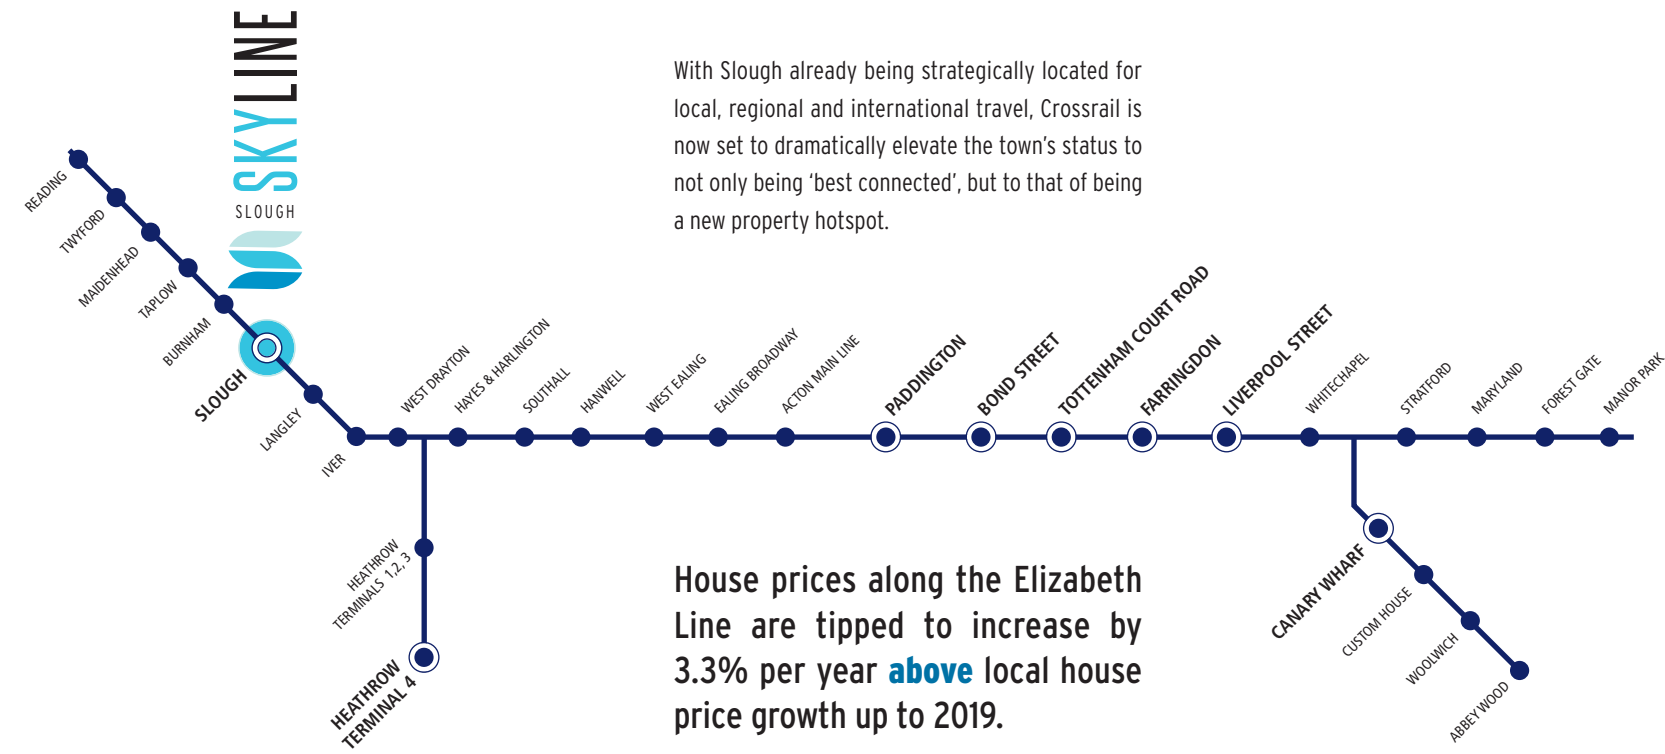 SKYLINE
SLOUGH
With Slough already being strategically located for
local, regional and international travel, Crossrail is
now set to dramatically elevate the town's status to
not only being ‘best connected’, but to that of being
a new property hotspot.
READING
TWYFORD
MAIDENHEAD
TAPLOW
BURNHAM
SLOUGH
LANGLEY
IVER
WEST DRAYTON
HAYES & HARLINGTON
SOUTHALL
HANWELL
WEST EALING
EALING BROADWAY
ACTON MAIN LINE
PADDINGTON
BOND STREET
TOTTENHAM COURT ROAD
FARRINGDON
LIVERPOOL STREET
WHITECHAPEL
STRATFORD
MARYLAND
FOREST GATE
MANOR PARK
HEATHROW
TERMINALS 1,2,3
HEATHROW
TERMINAL 4
CANARY WHARF
CUSTOM HOUSE
WOOLWICH
ABBEY WOOD
House prices along the Elizabeth
Line are tipped to increase by
3.3% per year above local house
price growth up to 2019.